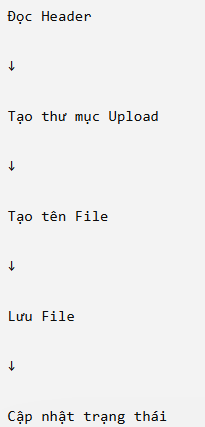 Đọc Header
↓
Tạo thư mục Upload
↓
Tạo tên File
↓
Lưu File
↓
Cập nhật trạng thái